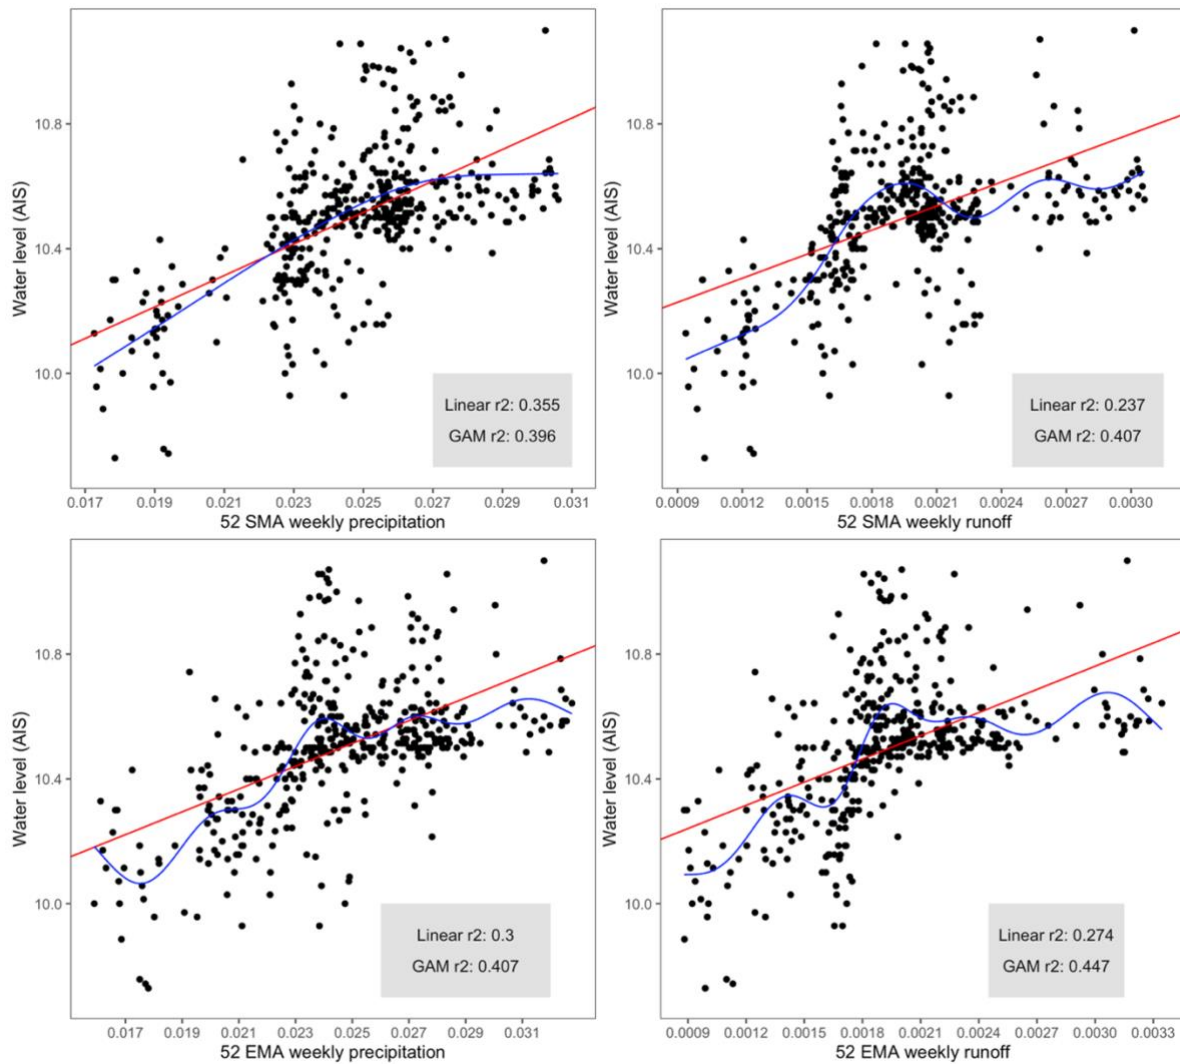 Water level (AIS)
10.8
10.4
10.0
Linear r2: 0.355
GAM r2: 0.396
0.017 0.019 0.021 0.023 0.025 0.027 0.029 0.031
52 SMA weekly precipitation
Water level (AIS)
10.8
10.4
10.0
Linear r2: 0.237
GAM r2: 0.407
0.0009 0.0012 0.0015 0.0018 0.0021 0.0024 0.0027 0.0030
52 SMA weekly runoff
Water level (AIS)
10.8
10.4
10.0
Linear r2: 0.3
GAM r2: 0.407
0.017 0.019 0.021 0.023 0.025 0.027 0.029 0.031
52 EMA weekly precipitation
Water level (AIS)
10.8
10.4
10.0
Linear r2: 0.274
GAM r2: 0.447
0.0009 0.0012 0.0015 0.0018 0.0021 0.0024 0.0027 0.0030 0.0033
52 EMA weekly runoff